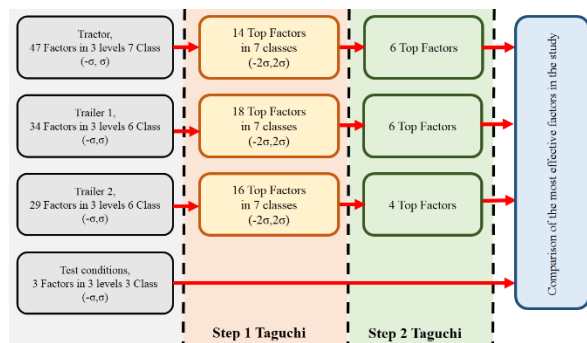 Tractor,
47 Factors in 3 levels 7 Class
(-σ, σ)
14 Top Factors
in 7 classes
(-2σ,2σ)
6 Top Factors
Trailer 1,
34 Factors in 3 levels 6 Class
(-σ,σ)
18 Top Factors
in 7 classes
(-2σ,2σ)
6 Top Factors
Trailer 2,
29 Factors in 3 levels 6 Class
(-σ,σ)
16 Top Factors
in 7 classes
(-2σ,2σ)
4 Top Factors
Test conditions,
3 Factors in 3 levels 3 Class
(-σ,σ)
Step 1 Taguchi
Step 2 Taguchi
Comparison of the most effective factors in the study